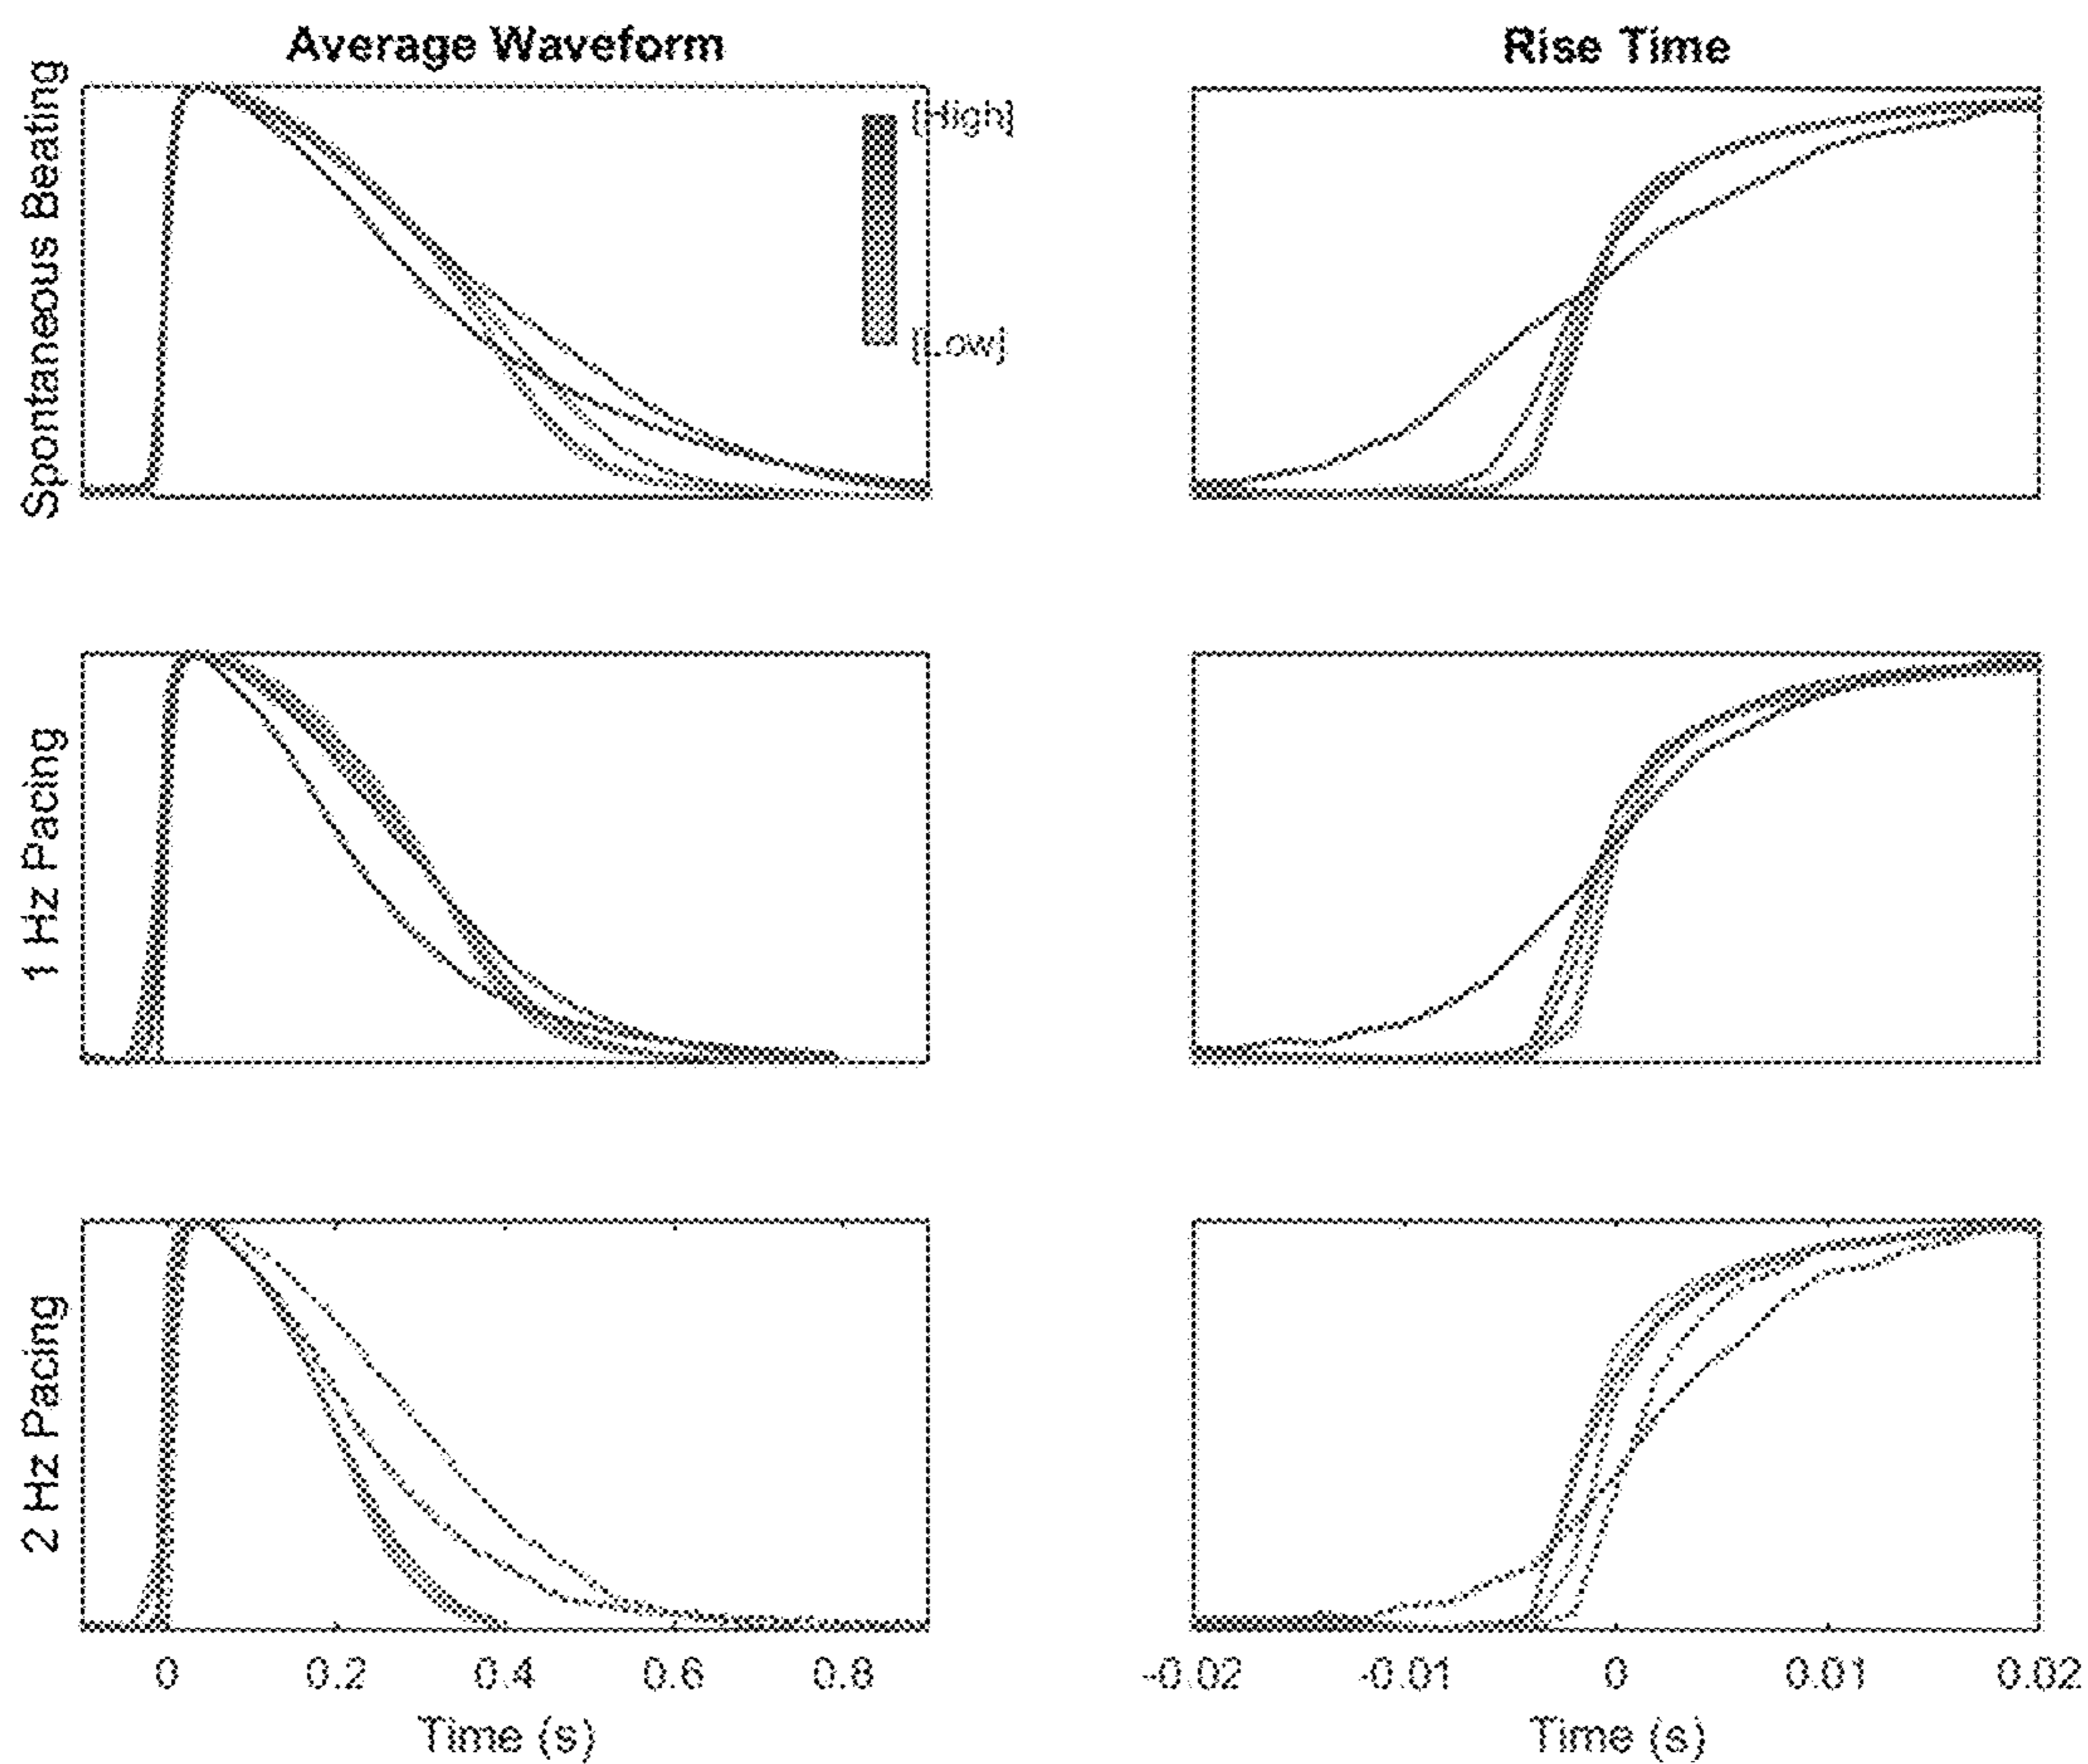 Average Waveform
Rise Time
Spontaneous Beating
[High]
[Low]
1 Hz Pacing
2 Hz Pacing
0 0.2 0.4 0.6 0.8
-0.02 -0.01 0 0.01 0.02
Time (s)
Time (s)